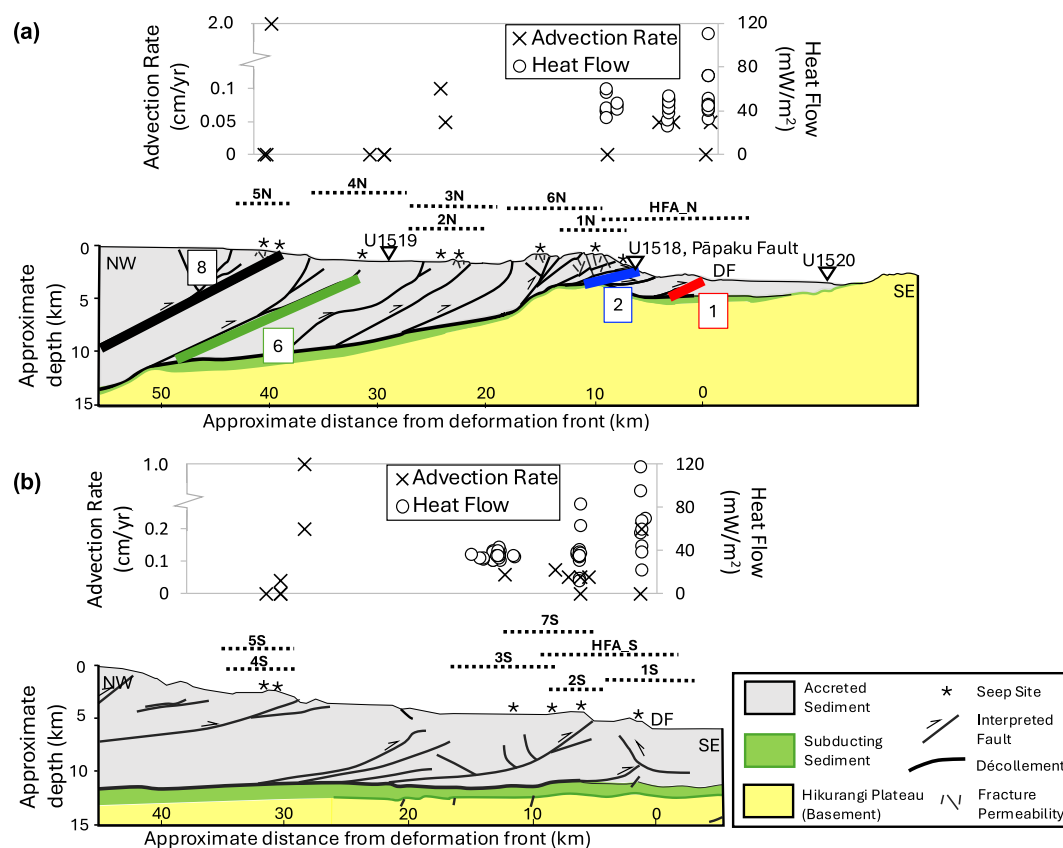 (a)
2.0
0.1
0.05
0
Advection Rate
(cm/yr)
Advection Rate
Heat Flow
120
80
40
0
Heat Flow
(mW/m2)
5N
4N
3N
2N
6N
1N
HFA_N
U1519
U1518, Pāpaku Fault
DF
U1520
NW
SE
8
6
2
1
0
5
10
15
Approximate
depth (km)
50
40
30
20
10
0
Approximate distance from deformation front (km)
(b)
1.0
0.2
0.1
0
Advection Rate
(cm/yr)
Advection Rate
Heat Flow
120
80
40
0
Heat Flow
(mW/m2)
5S
4S
7S
3S
HFA_S
2S
1S
NW
DF
SE
0
5
10
15
Approximate
depth (km)
40
30
20
10
0
Approximate distance from deformation front (km)
Accreted
Sediment
Subducting
Sediment
Hikurangi Plateau
(Basement)
Seep Site
Interpreted
Fault
Décollement
Fracture
Permeability